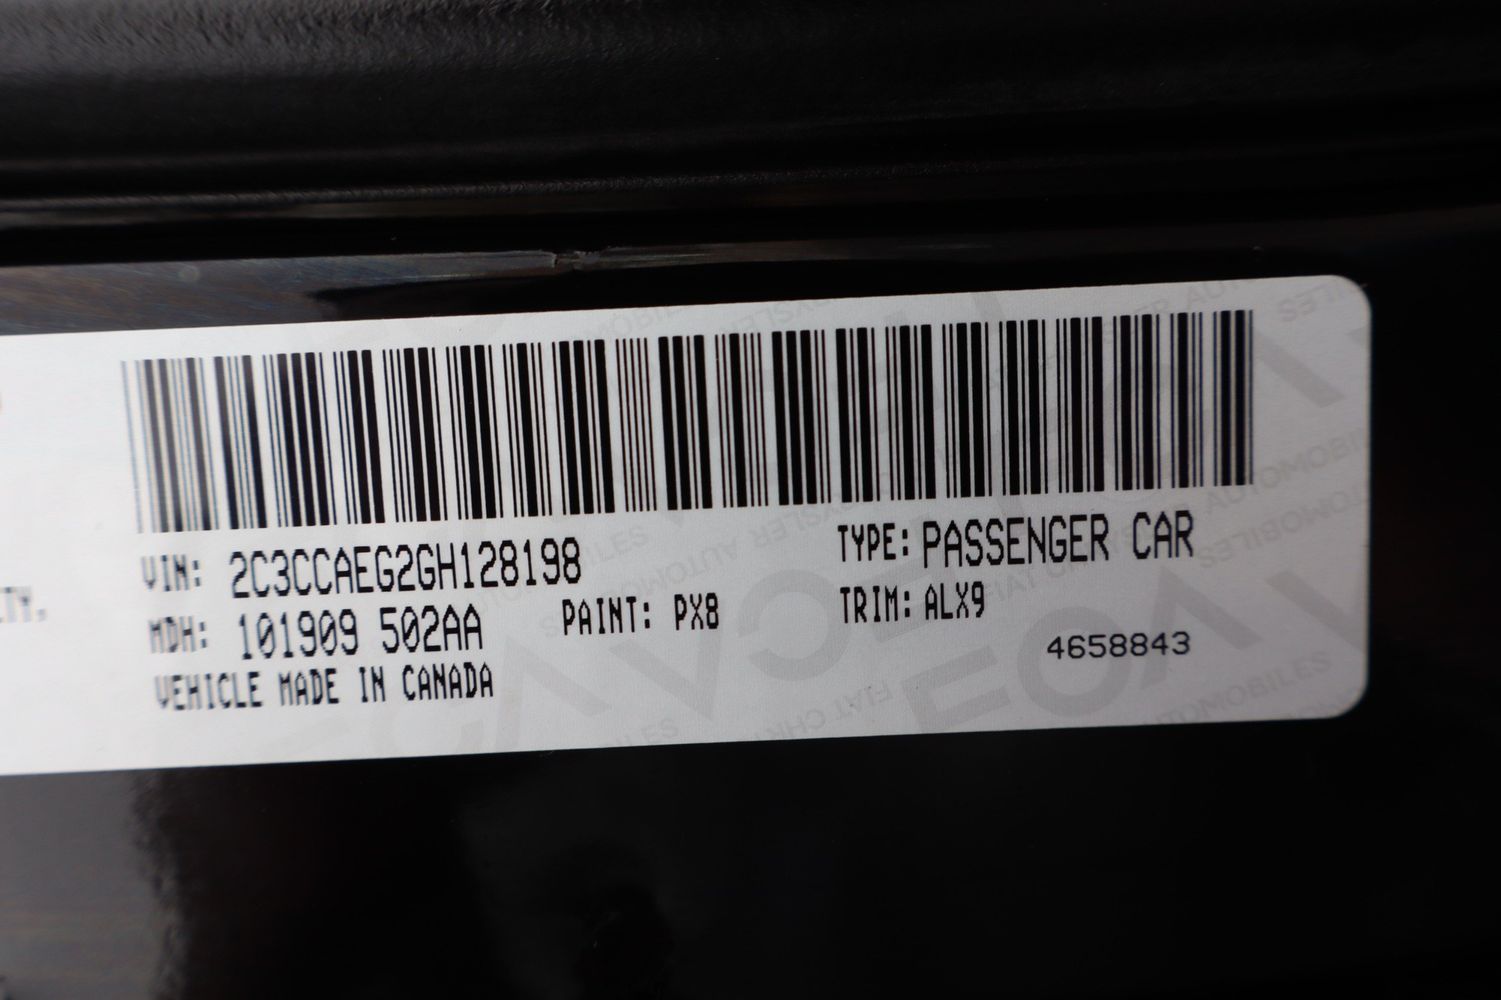 VIN: 2C3CCAEG2GH128198
TYPE: PASSENGER CAR
MDH: 101909 502AA
PAINT: PX8
TRIM: ALX9
VEHICLE MADE IN CANADA
4658843